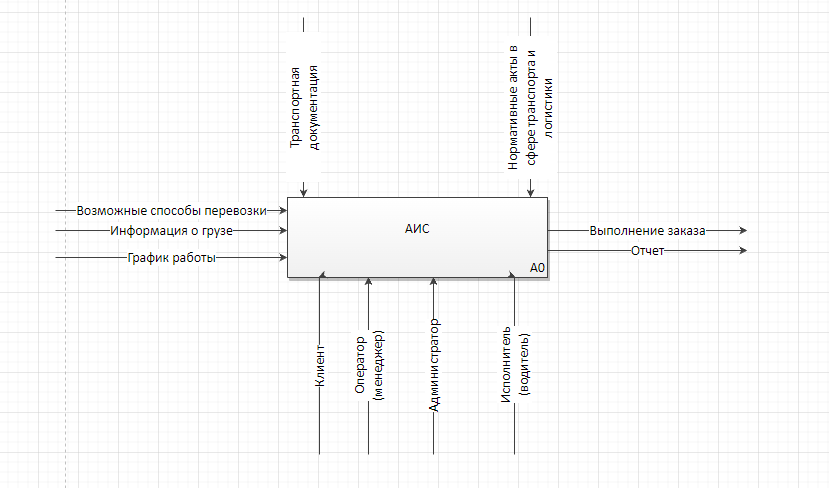 Транспортная
документация
Нормативные акты в
сфере транспорта и
логистики
Возможные способы перевозки
Информация о грузе
График работы
АИС
А0
Выполнение заказа
Отчет
Клиент
Оператор
(менеджер)
Администратор
Исполнитель
(водитель)